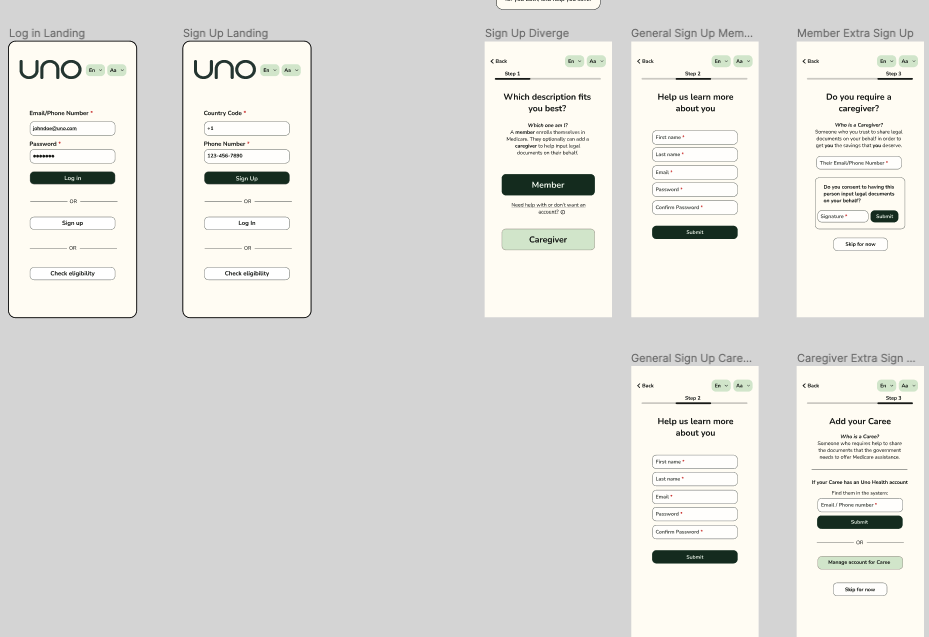 Log in Landing
UNO
En
Aa
Email/Phone Number *
johndoe@uno.com
Password *
Log in
OR
Sign up
OR
Check eligibility
Sign Up Landing
UNO
En
Aa
Country Code *
+1
Phone Number *
123-456-7890
Sign Up
OR
Log In
OR
Check eligibility
Sign Up Diverge
Back
En
Aa
Step 1
Which description fits
you best?
Which one am I?
A member enrolls themselves in
Medicare. They optionally can add a
caregiver to help input legal
documents on their behalf.
Member
Need help with or don't want an
account?
Caregiver
General Sign Up Mem...
Back
En
Aa
Step 2
Help us learn more
about you
First name *
Last name *
Email *
Password *
Confirm Password *
Submit
Member Extra Sign Up
Back
En
Aa
Step 3
Do you require a
caregiver?
Who is a Caregiver?
Someone who you trust to share legal
documents on your behalf in order to
get you the savings that you deserve.
Their Email/Phone Number *
Do you consent to having this
person input legal documents
on your behalf?
Signature *
Submit
Skip for now
General Sign Up Care...
Back
En
Aa
Step 2
Help us learn more
about you
First name *
Last name *
Email *
Password *
Confirm Password *
Submit
Caregiver Extra Sign ...
Back
En
Aa
Step 3
Add your Caree
Who is a Caree?
Someone who requires help to share
the documents that the government
needs to offer Medicare assistance.
If your Caree has an Uno Health account
Find them in the system:
Email / Phone number *
Submit
OR
Manage account for Caree
Skip for now